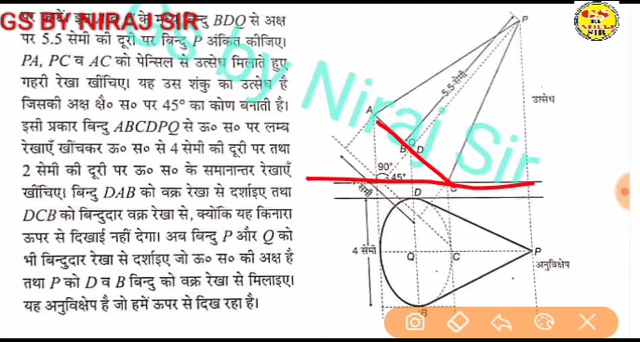 GS BY NIRAJ SIR
बिन्दु BDQ से अक्ष
पर 5.5 सेमी की दूरी पर बिन्दु P अंकित कीजिए।
PA, PC व AC को पेन्सिल से उत्सेध मिलाते हुए
गहरी रेखा खींचिए। यह उस शंकु का उत्सेध है
जिसकी अक्ष क्षै० स० पर 45° का कोण बनाती है।
इसी प्रकार बिन्दु ABCDPQ से ऊ० स० पर लम्ब
रेखाएँ खींचकर ऊ० स० से 4 सेमी की दूरी पर तथा
2 सेमी की दूरी पर ऊ० स० के समानान्तर रेखाएँ
खींचिए। बिन्दु DAB को वक्र रेखा से दर्शाइए तथा
DCB को बिन्दुदार वक्र रेखा से, क्योंकि यह किनारा
ऊपर से दिखाई नहीं देगा। अब बिन्दु P और Q को
भी बिन्दुदार रेखा से दर्शाइए जो ऊ० स० की अक्ष है
तथा P को D व B बिन्दु को वक्र रेखा से मिलाइए।
यह अनुविक्षेप है जो हमें ऊपर से दिख रहा है।
Gs by Niraj Sir
P
5.5 सेमी
उत्सेध
A
Q
B D
90°
45°
C
सेमी
D
4 सेमी
Q
C
P
अनुविक्षेप
B